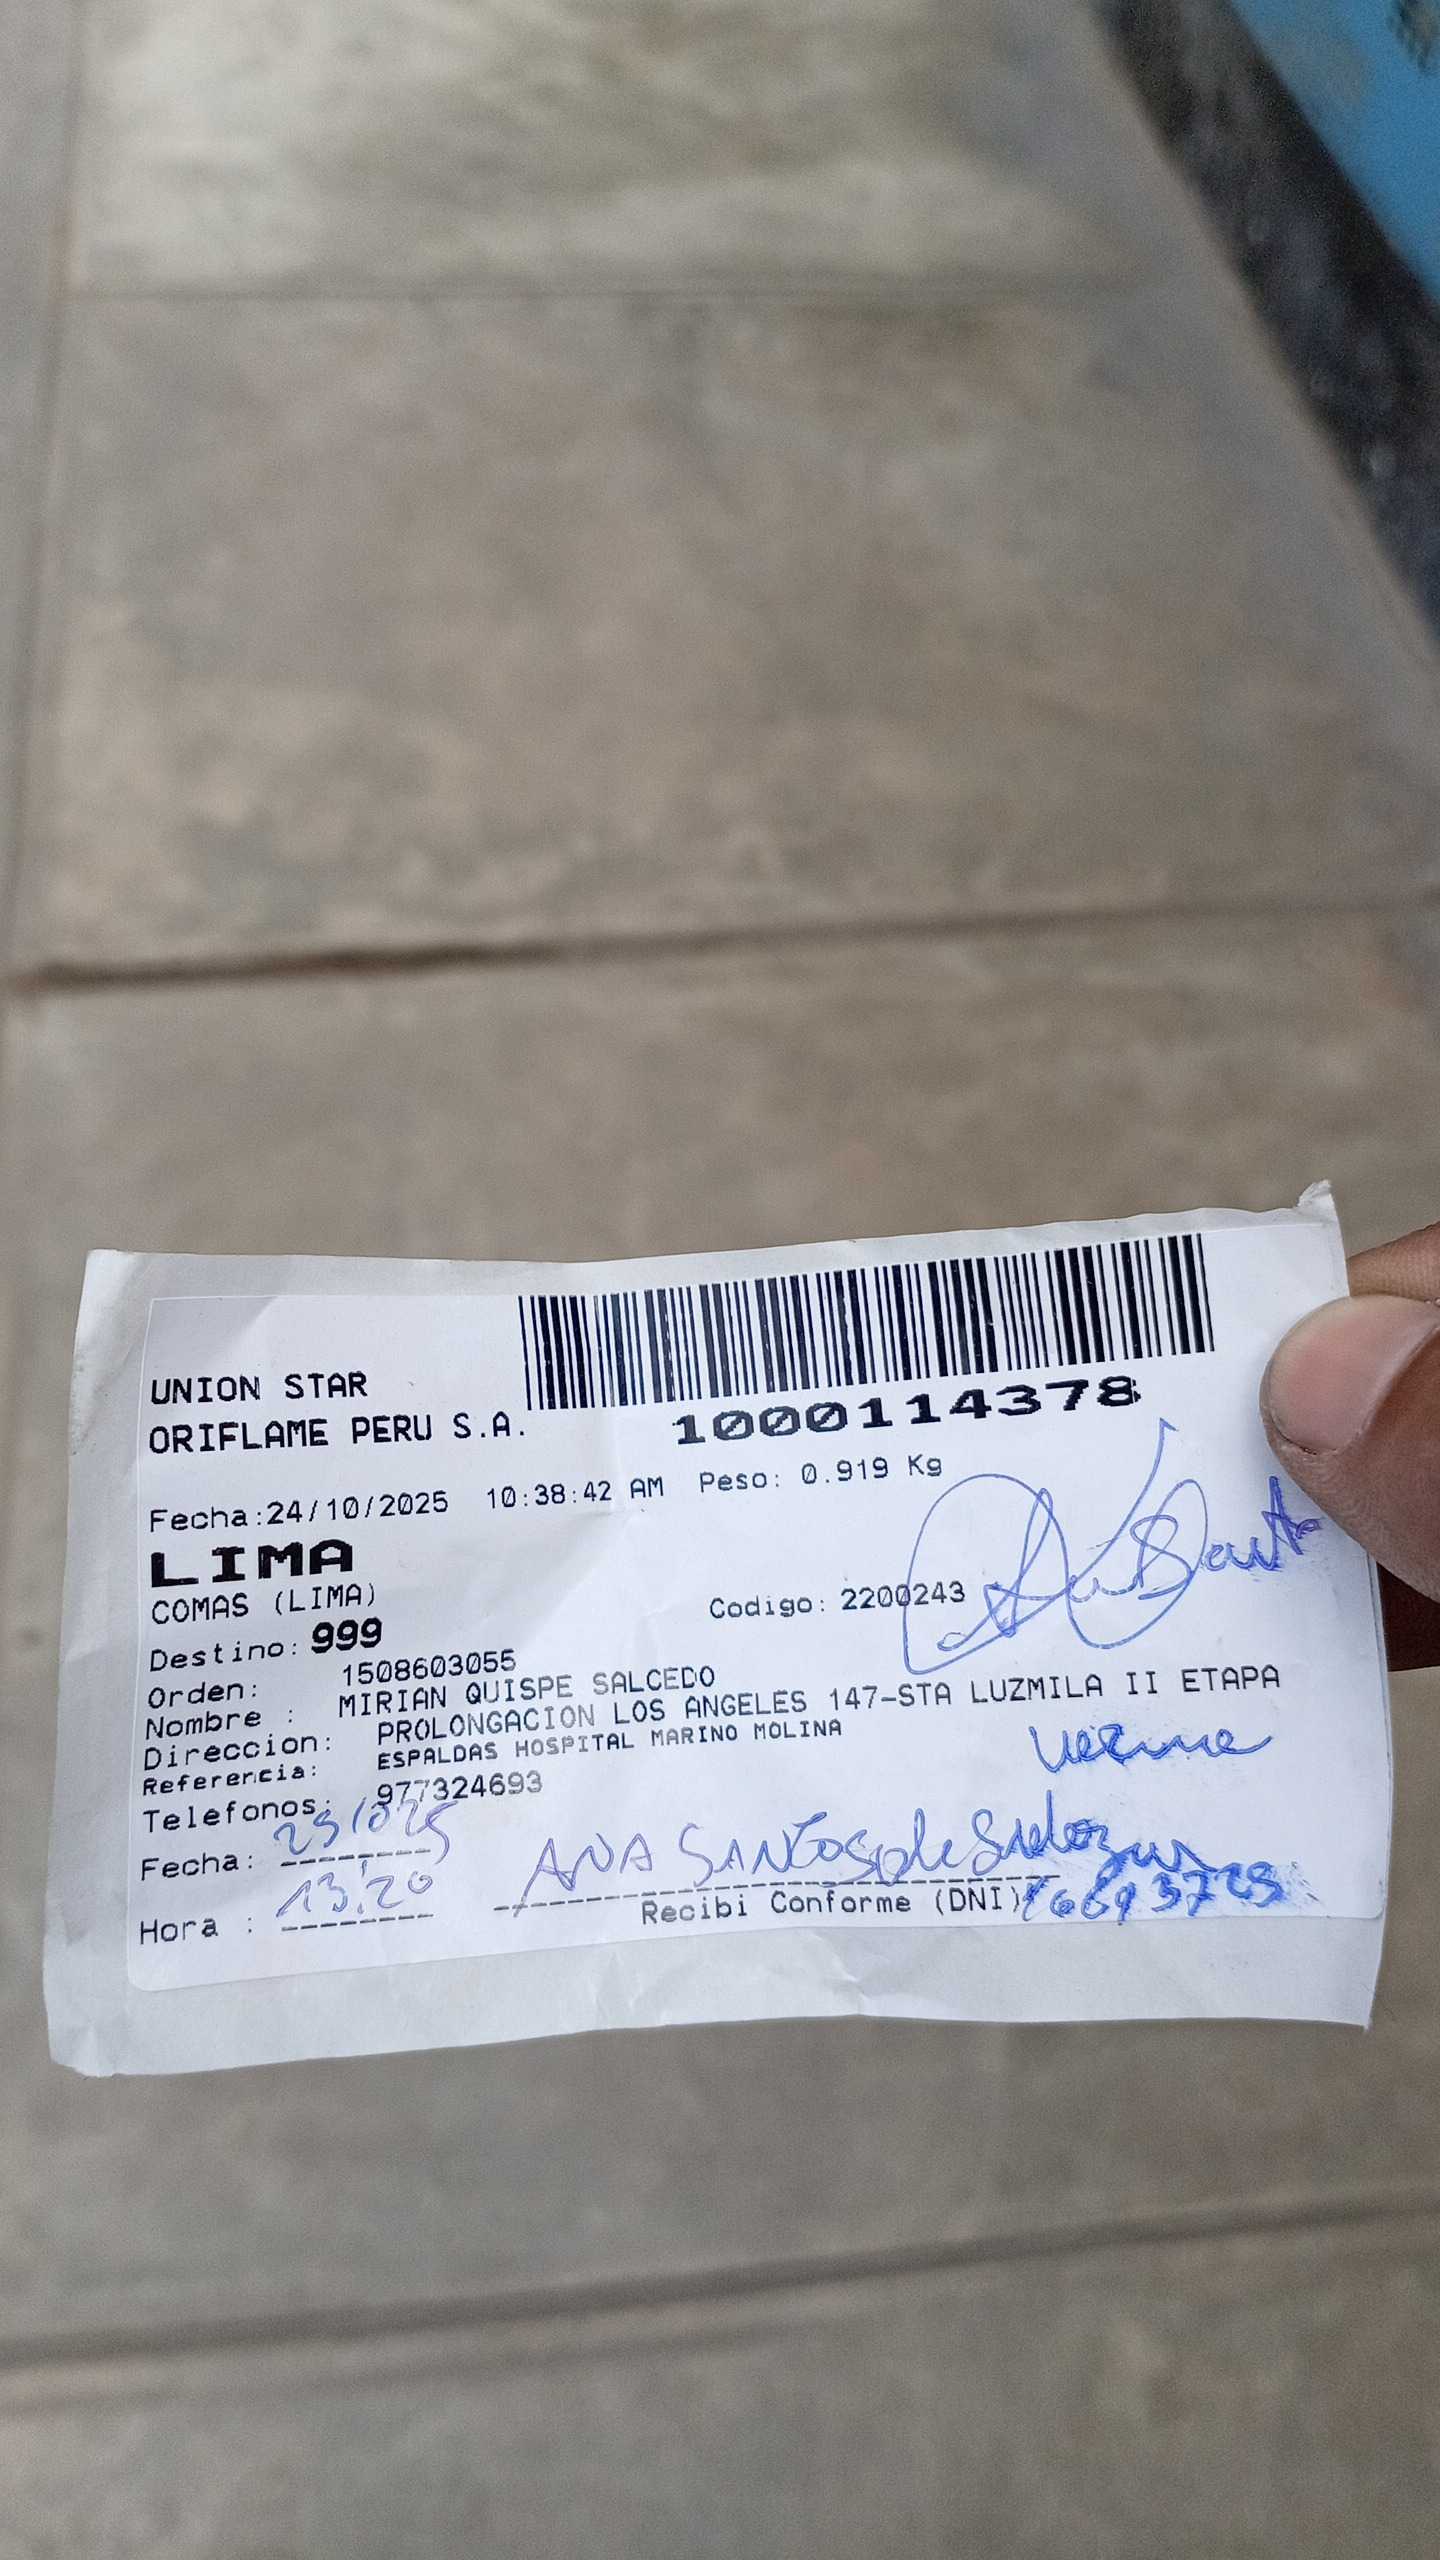 UNION STAR
ORIFLAME PERU S.A.
1000114378
Fecha:24/10/2025 10:38:42 AM Peso: 0.919 Kg
LIMA
COMAS (LIMA)
Codigo: 2200243
Destino: 999
Orden: 1508603055
Nombre : MIRIAN QUISPE SALCEDO
Direccion: PROLONGACION LOS ANGELES 147-STA LUZMILA II ETAPA
Referencia: ESPALDAS HOSPITAL MARINO MOLINA
Telefonos: 977324693
Fecha:
Hora : 13:20
ANA SANTOS de
Recibi Conforme (DNI)